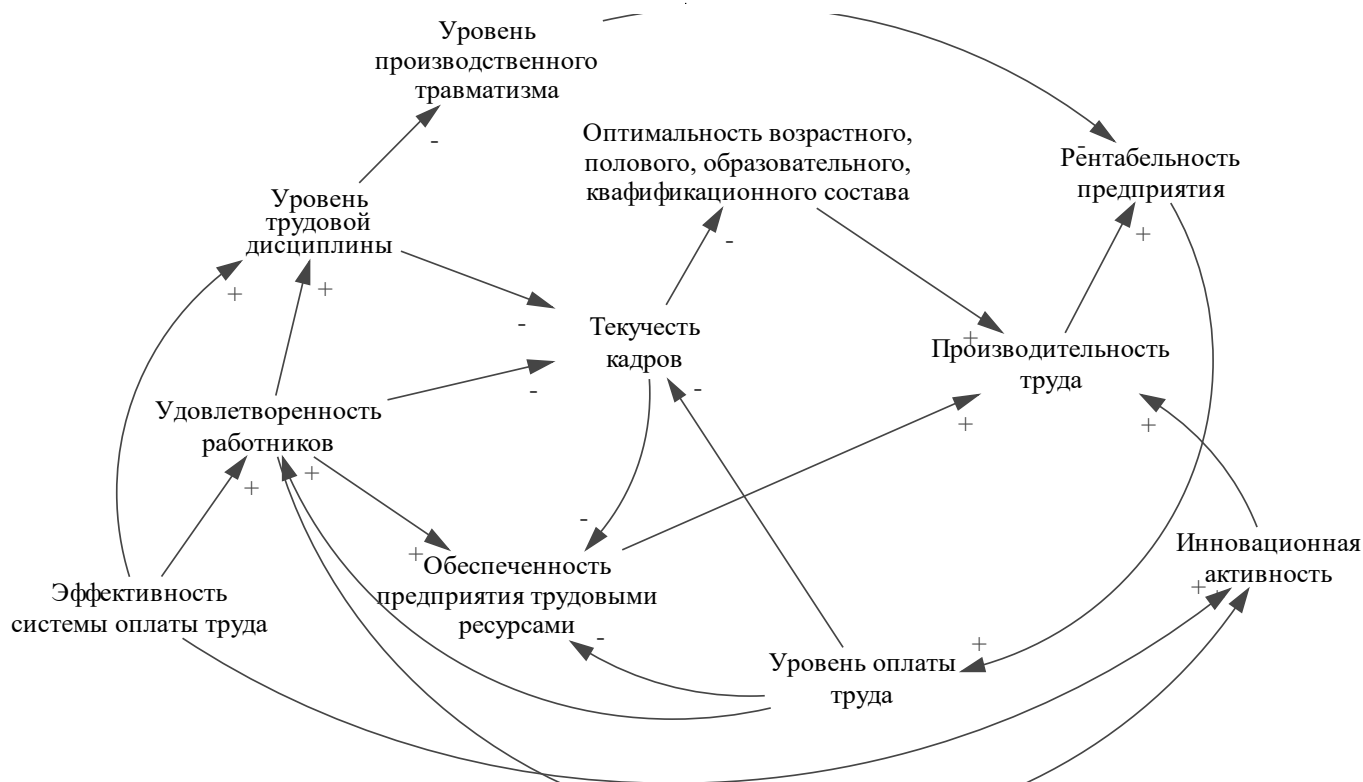 Уровень
производственного
травматизма
-
Оптимальность возрастного,
полового, образовательного,
квафификационного состава
-
-
Рентабельность
предприятия
+
Уровень
трудовой
дисциплины
+
+
-
Текучесть
кадров
-
-
+
Производительность
труда
+
+
Удовлетворенность
работников
+
+
-
+
Обеспеченность
предприятия трудовыми
ресурсами
-
Эффективность
системы оплаты труда
Уровень оплаты
труда
+
Инновационная
активность
+
+